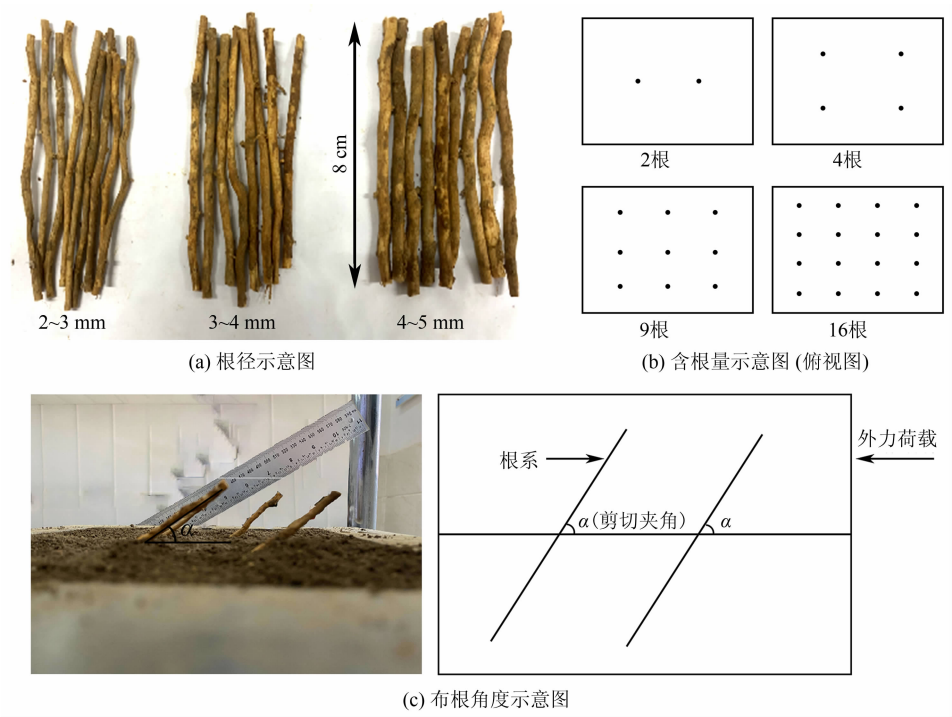 8 cm
2~3 mm
3~4 mm
4~5 mm
(a) 根径示意图
2根
4根
9根
16根
(b) 含根量示意图 (俯视图)
α
根系
α(剪切夹角)
α
外力荷载
(c) 布根角度示意图